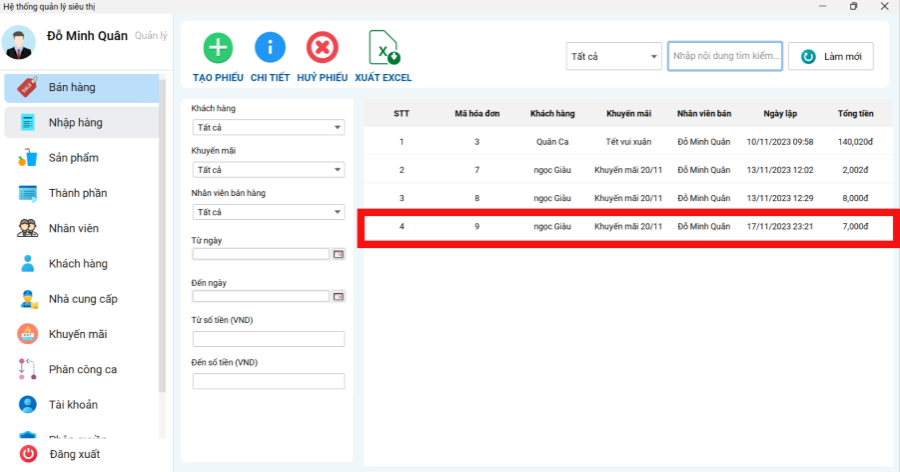 Hệ thống quản lý siêu thị
Đỗ Minh Quân Quản lý
Bán hàng
Nhập hàng
Sản phẩm
Thành phần
Nhân viên
Khách hàng
Nhà cung cấp
Khuyến mãi
Phân công ca
Tài khoản
Đăng xuất
TẠO PHIẾU CHI TIẾT HUỶ PHIẾU XUẤT EXCEL
Tất cả Nhập nội dung tìm kiếm... Làm mới
Khách hàng
Tất cả
Khuyến mãi
Tất cả
Nhân viên bán hàng
Tất cả
Từ ngày
Đến ngày
Từ số tiền (VND)
Đến số tiền (VND)
STT Mã hóa đơn Khách hàng Khuyến mãi Nhân viên bán Ngày lập Tổng tiền
1 3 Quân Ca Tết vui xuân Đỗ Minh Quân 10/11/2023 09:58 140,020đ
2 7 ngọc Giàu Khuyến mãi 20/11 Đỗ Minh Quân 13/11/2023 12:02 2,002đ
3 8 ngọc Giàu Khuyến mãi 20/11 Đỗ Minh Quân 13/11/2023 12:29 8,000đ
4 9 ngọc Giàu Khuyến mãi 20/11 Đỗ Minh Quân 17/11/2023 23:21 7,000đ